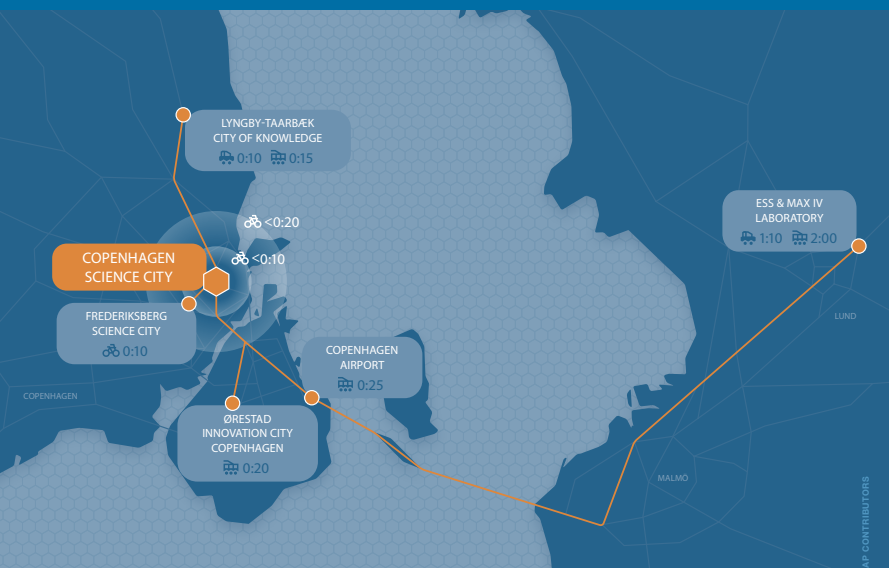 LYNGBY-TAARBÆK
CITY OF KNOWLEDGE
0:10 0:15
<0:20
<0:10
COPENHAGEN
SCIENCE CITY
FREDERIKSBERG
SCIENCE CITY
0:10
COPENHAGEN
AIRPORT
0:25
ØRESTAD
INNOVATION CITY
COPENHAGEN
0:20
ESS & MAX IV
LABORATORY
1:10 2:00
LUND
COPENHAGEN
MALMÖ
AP CONTRIBUTORS